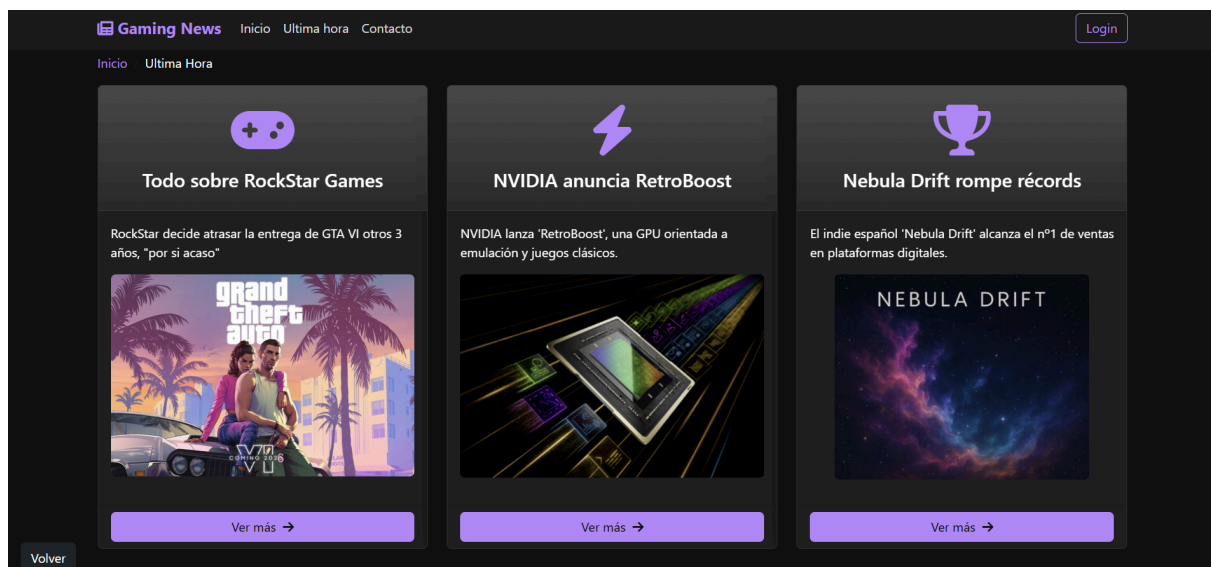 Gaming News Inicio Ultima hora Contacto Login
Inicio / Ultima Hora
Todo sobre RockStar Games
RockStar decide atrasar la entrega de GTA VI otros 3
años, "por si acaso"
grand
theft
auto
VI
COMING 2026
Ver más →
NVIDIA anuncia RetroBoost
NVIDIA lanza 'RetroBoost', una GPU orientada a
emulación y juegos clásicos.
Ver más →
Nebula Drift rompe récords
El indie español 'Nebula Drift' alcanza el nº1 de ventas
en plataformas digitales.
NEBULA DRIFT
Ver más →
Volver